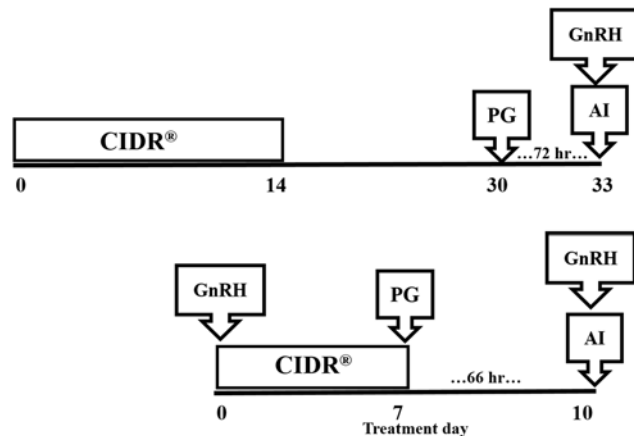 GnRH
CIDR®
PG
AI
...72 hr...
0
14
30
33
GnRH
PG
GnRH
CIDR®
AI
...66 hr...
0
7
10
Treatment day